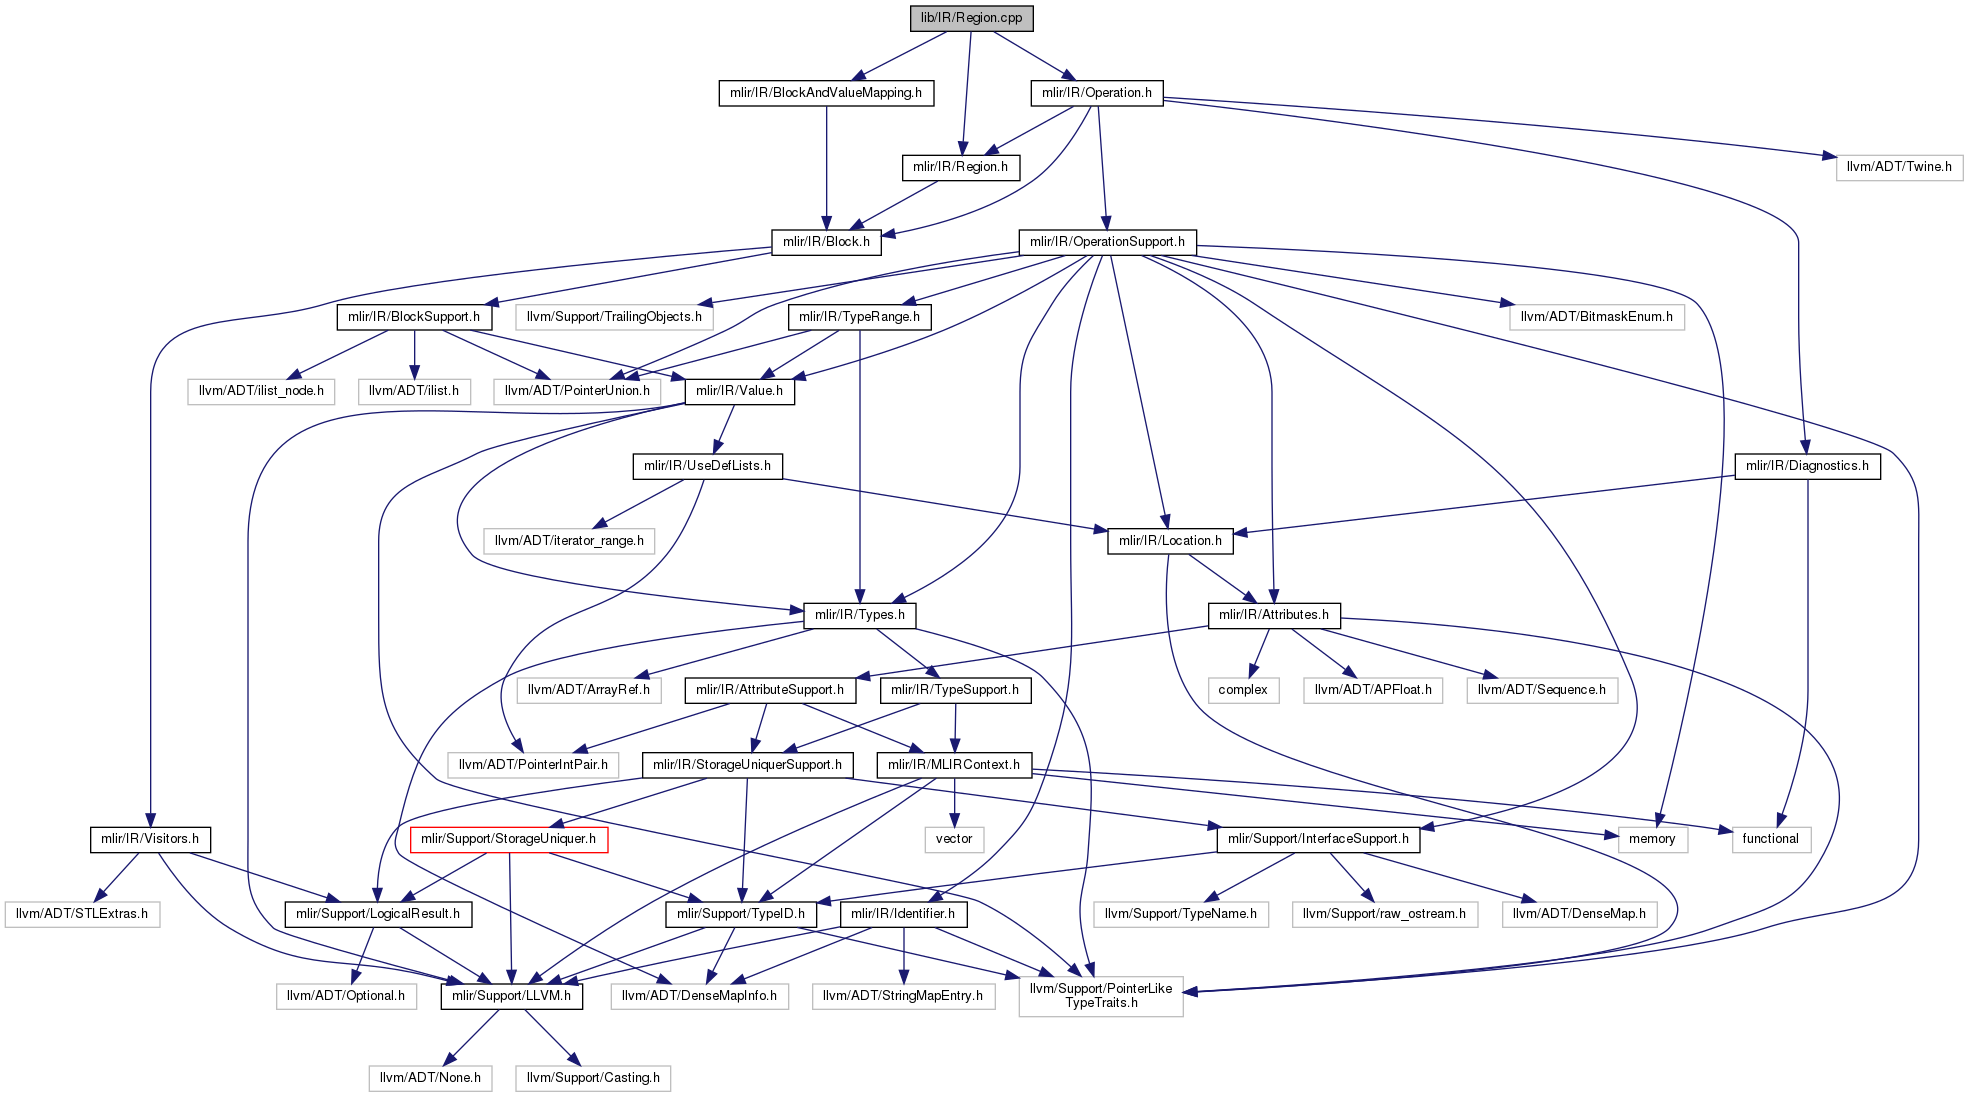 lib/IR/Region.cpp
mlir/IR/BlockAndValueMapping.h
mlir/IR/Operation.h
mlir/IR/Region.h
llvm/ADT/Twine.h
mlir/IR/Block.h
mlir/IR/OperationSupport.h
mlir/IR/BlockSupport.h
llvm/Support/TrailingObjects.h
mlir/IR/TypeRange.h
llvm/ADT/BitmaskEnum.h
llvm/ADT/ilist_node.h
llvm/ADT/ilist.h
llvm/ADT/PointerUnion.h
mlir/IR/Value.h
mlir/IR/UseDefLists.h
mlir/IR/Diagnostics.h
llvm/ADT/iterator_range.h
mlir/IR/Location.h
mlir/IR/Types.h
mlir/IR/Attributes.h
llvm/ADT/ArrayRef.h
mlir/IR/AttributeSupport.h
mlir/IR/TypeSupport.h
complex
llvm/ADT/APFloat.h
llvm/ADT/Sequence.h
llvm/ADT/PointerIntPair.h
mlir/IR/StorageUniquerSupport.h
mlir/IR/MLIRContext.h
mlir/IR/Visitors.h
mlir/Support/StorageUniquer.h
vector
mlir/Support/InterfaceSupport.h
memory
functional
llvm/ADT/STLExtras.h
mlir/Support/LogicalResult.h
mlir/Support/TypeID.h
mlir/IR/Identifier.h
llvm/Support/TypeName.h
llvm/Support/raw_ostream.h
llvm/ADT/DenseMap.h
llvm/ADT/Optional.h
mlir/Support/LLVM.h
llvm/ADT/DenseMapInfo.h
llvm/ADT/StringMapEntry.h
llvm/Support/PointerLike
TypeTraits.h
llvm/ADT/None.h
llvm/Support/Casting.h